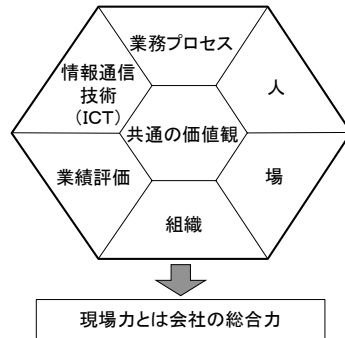 業務プロセス
情報通信
技術
(ICT)
人
共通の価値観
業績評価
場
組織
現場力とは会社の総合力